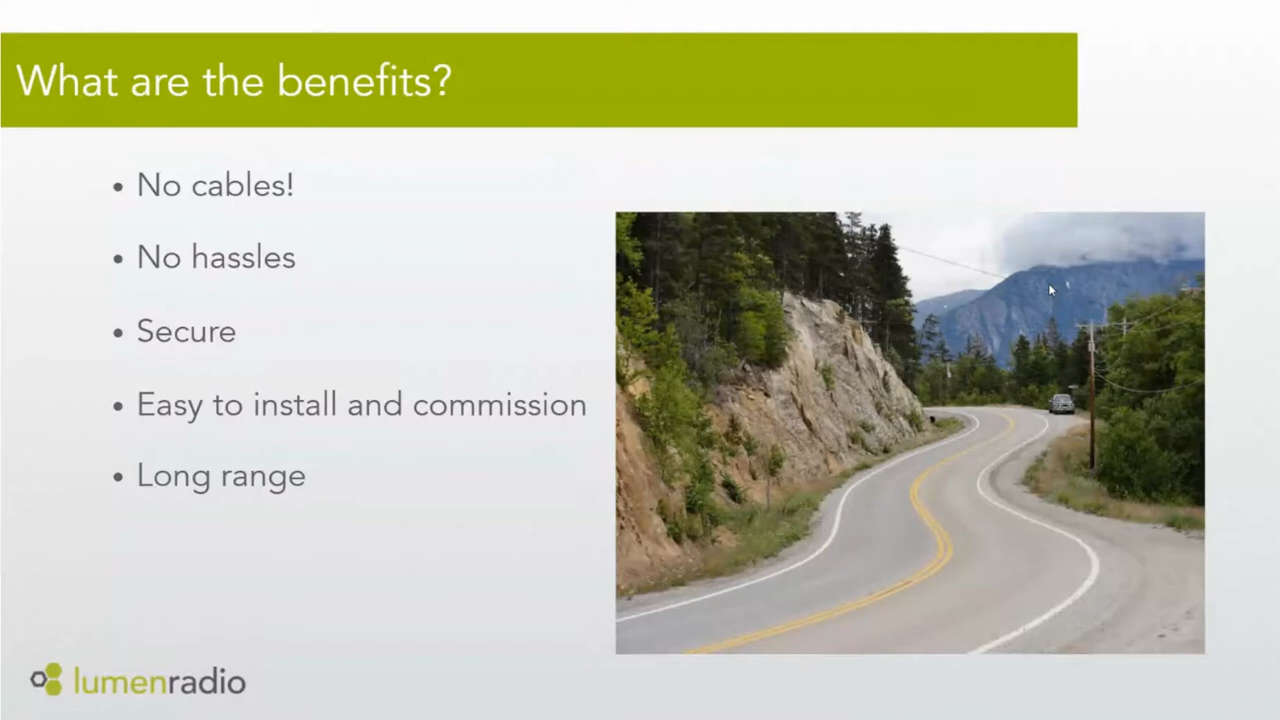 What are the benefits?
• No cables!
• No hassles
• Secure
• Easy to install and commission
• Long range
lumenradio